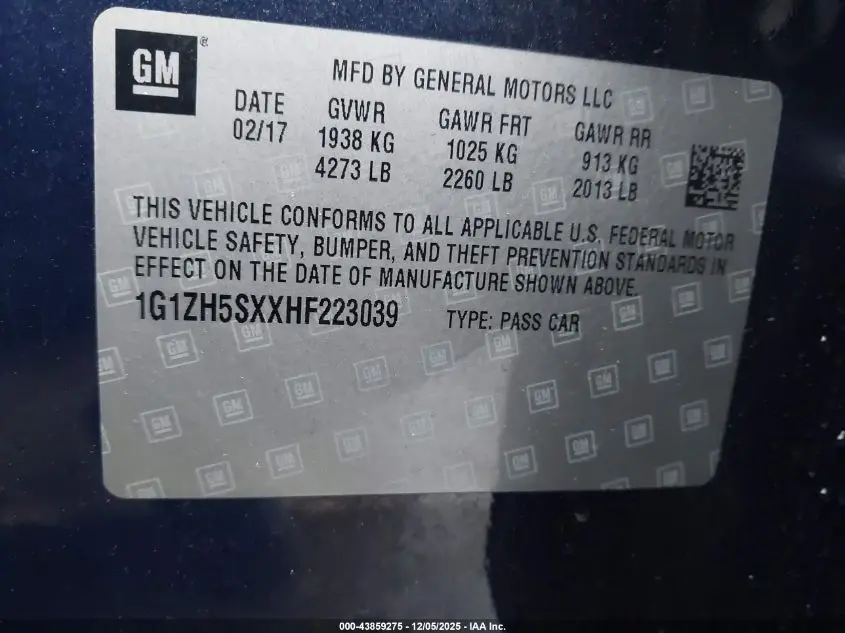 GM®
MFD BY GENERAL MOTORS LLC
DATE GVWR GAWR FRT GAWR RR
02/17 1938 KG 1025 KG 913 KG
4273 LB 2260 LB 2013 LB
THIS VEHICLE CONFORMS TO ALL APPLICABLE U.S. FEDERAL MOTOR
VEHICLE SAFETY, BUMPER, AND THEFT PREVENTION STANDARDS IN
EFFECT ON THE DATE OF MANUFACTURE SHOWN ABOVE.
1G1ZH5SXXHF223039 TYPE: PASS CAR
000-43859275 - 12/05/2025 - IAA Inc.